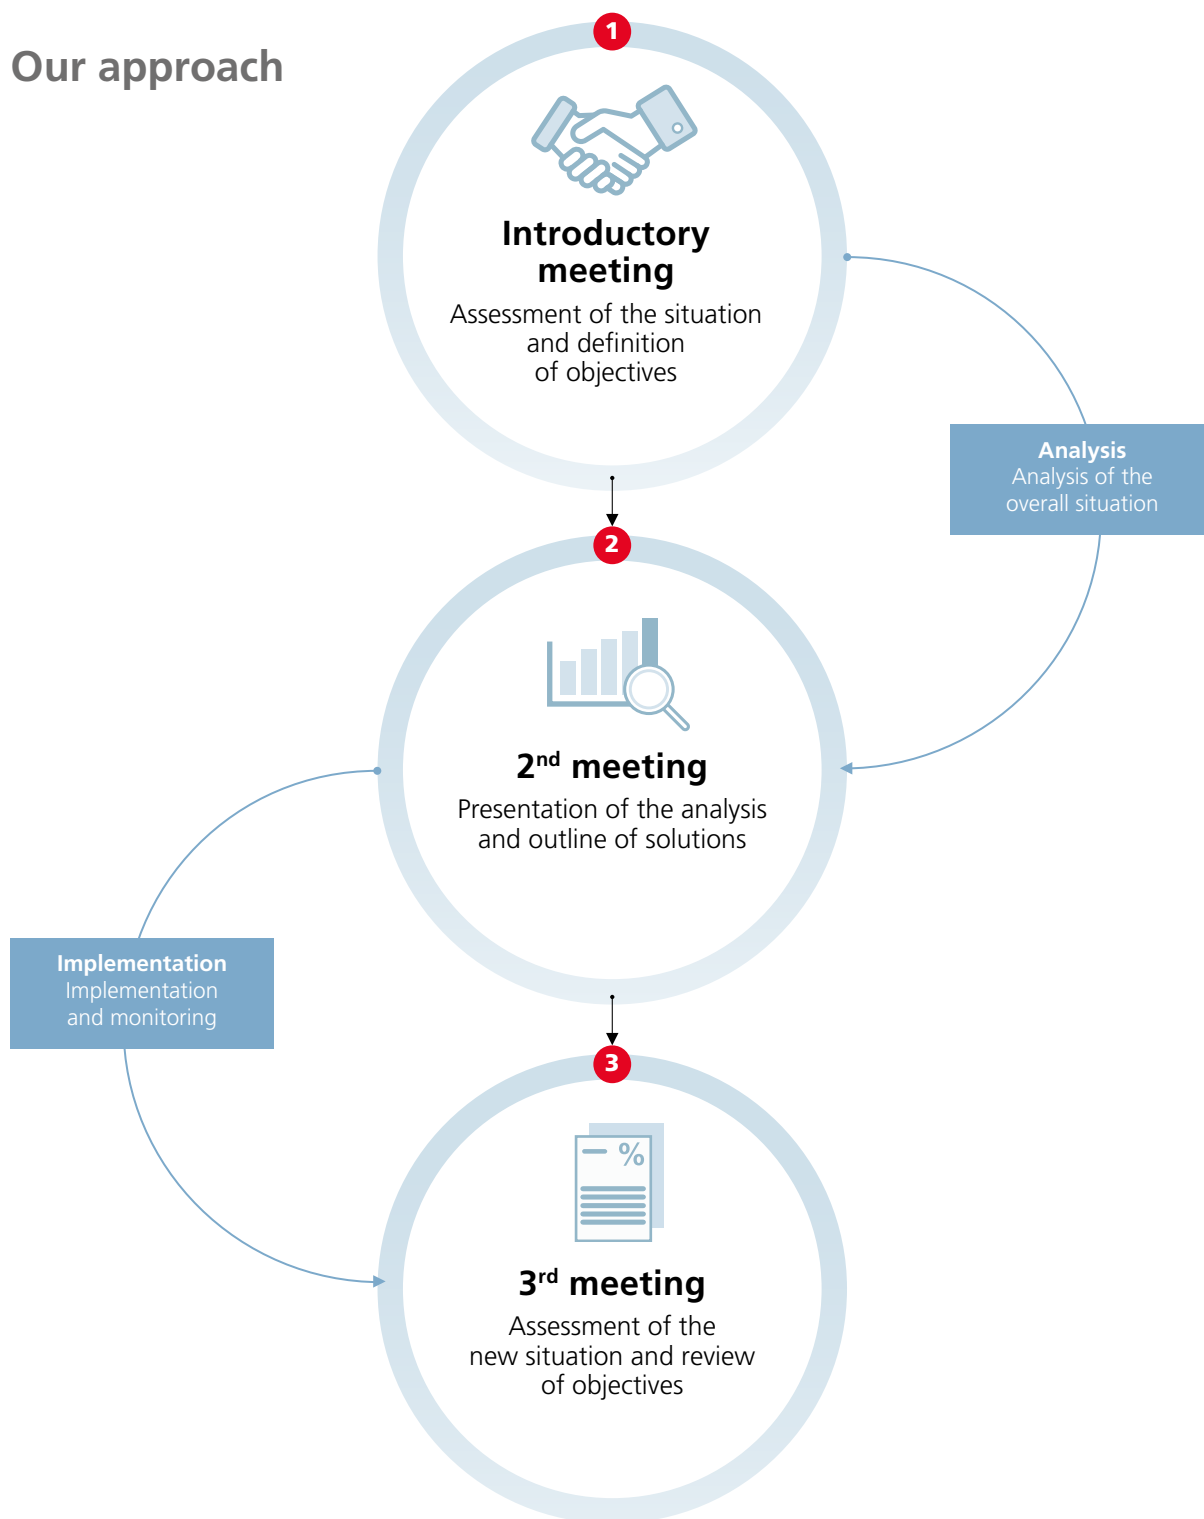 Our approach
1
Introductory
meeting
Assessment of the situation
and definition
of objectives
Analysis
Analysis of the
overall situation
2
2nd meeting
Presentation of the analysis
and outline of solutions
Implementation
Implementation
and monitoring
3
%
3rd meeting
Assessment of the
new situation and review
of objectives